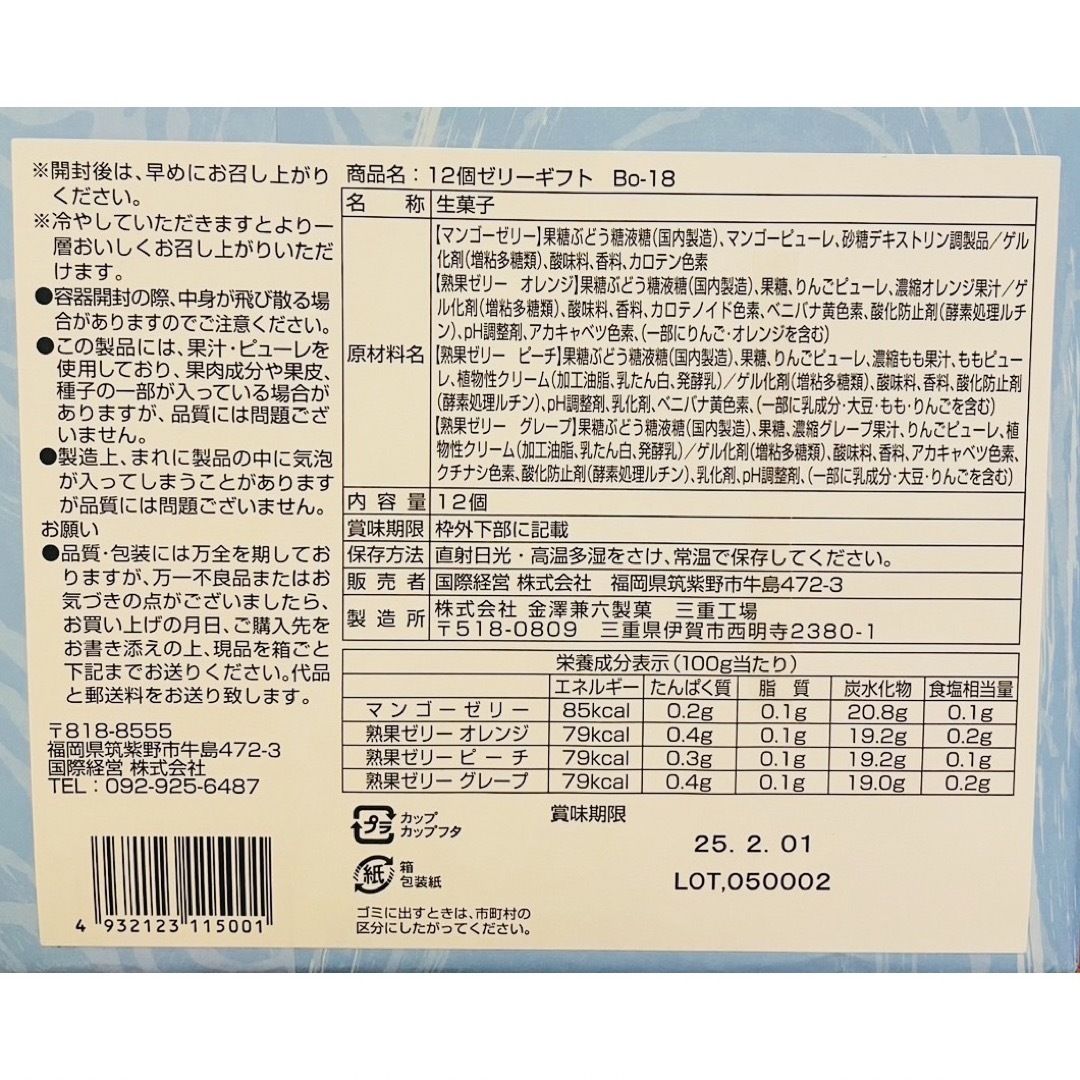 ※開封後は、早めにお召し上がり
ください。
※冷やしていただきますとより一
層おいしくお召し上がりいただ
けます。
●容器開封の際、中身が飛び散る場
合がありますのでご注意ください。
●この製品には、果汁・ピューレを
使用しており、果肉成分や果皮、
種子の一部が入っている場合が
ありますが、品質には問題ござ
いません。
●製造上、まれに製品の中に気泡
が入ってしまうことがあります
が品質には問題ございません。
お願い
●品質・包装には万全を期してお
りますが、万一不良品またはお
気づきの点がございましたら、
お買い上げの月日、ご購入先を
お書き添えの上、現品を箱ごと
下記までお送りください。代品
と郵送料をお送り致します。
〒818-8555
福岡県筑紫野市牛島472-3
国際経営 株式会社
TEL：092-925-6487
4 932123 115001
商品名：12個ゼリーギフト Bo-18
名称 生菓子
原材料名
【マンゴーゼリー】果糖ぶどう糖液糖(国内製造)、マンゴーピューレ、砂糖デキストリン調製品／ゲル
化剤(増粘多糖類)、酸味料、香料、カロテン色素
【熟果ゼリー オレンジ】果糖ぶどう糖液糖(国内製造)、果糖、りんごピューレ、濃縮オレンジ果汁／ゲ
ル化剤(増粘多糖類)、酸味料、香料、カロテノイド色素、ベニバナ黄色素、酸化防止剤(酵素処理ルチ
ン)、pH調整剤、アカキャベツ色素、(一部にりんご・オレンジを含む)
【熟果ゼリー ピーチ】果糖ぶどう糖液糖(国内製造)、果糖、りんごピューレ、濃縮もも果汁、ももピュー
レ、植物性クリーム(加工油脂、乳たん白、発酵乳)／ゲル化剤(増粘多糖類)、酸味料、香料、酸化防止剤
(酵素処理ルチン)、pH調整剤、乳化剤、ベニバナ黄色素、(一部に乳成分・大豆・もも・りんごを含む)
【熟果ゼリー グレープ】果糖ぶどう糖液糖(国内製造)、果糖、濃縮グレープ果汁、りんごピューレ、植
物性クリーム(加工油脂、乳たん白、発酵乳)／ゲル化剤(増粘多糖類)、酸味料、香料、アカキャベツ色素、
クチナシ色素、酸化防止剤(酵素処理ルチン)、乳化剤、pH調整剤、(一部に乳成分・大豆・りんごを含む)
内容量 12個
賞味期限 枠外下部に記載
保存方法 直射日光・高温多湿をさけ、常温で保存してください。
販売者 国際経営 株式会社 福岡県筑紫野市牛島472-3
製造所 株式会社 金澤兼六製菓 三重工場
〒518-0809 三重県伊賀市西明寺2380-1
栄養成分表示(100g当たり)
エネルギー たんぱく質 脂質 炭水化物 食塩相当量
マンゴーゼリー 85kcal 0.2g 0.1g 20.8g 0.1g
熟果ゼリー オレンジ 79kcal 0.4g 0.1g 19.2g 0.2g
熟果ゼリー ピーチ 79kcal 0.3g 0.1g 19.2g 0.1g
熟果ゼリー グレープ 79kcal 0.4g 0.1g 19.0g 0.2g
プラ カップ
カップフタ
紙 箱
包装紙
ゴミに出すときは、市町村の
区分にしたがってください。
賞味期限
25. 2. 01
LOT,050002